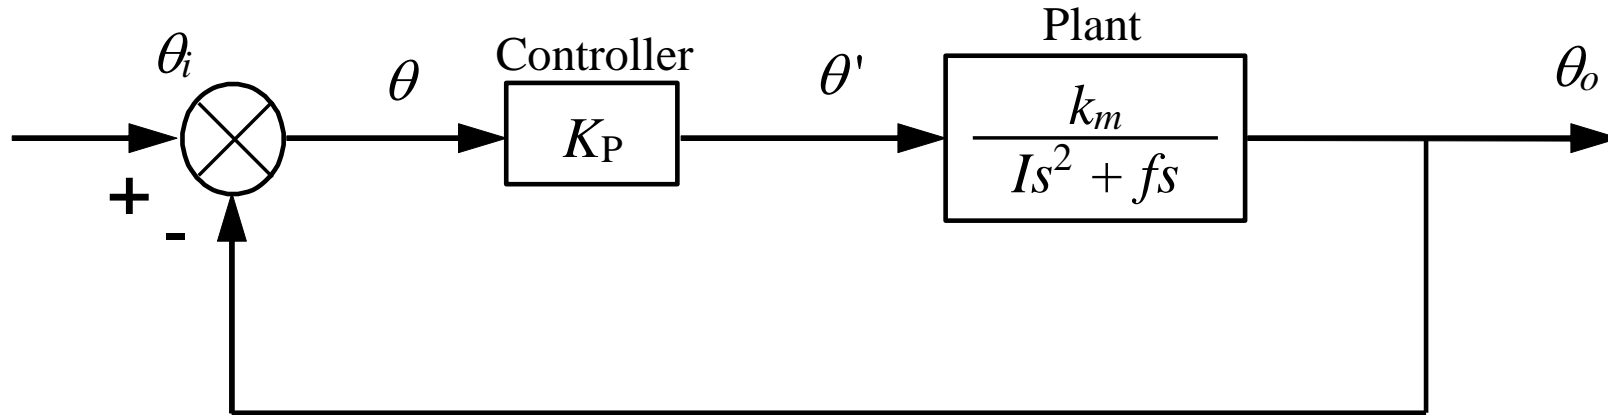 Plant
Controller
θi
θ
θ'
θo
KP
km
Is² + fs
+
-